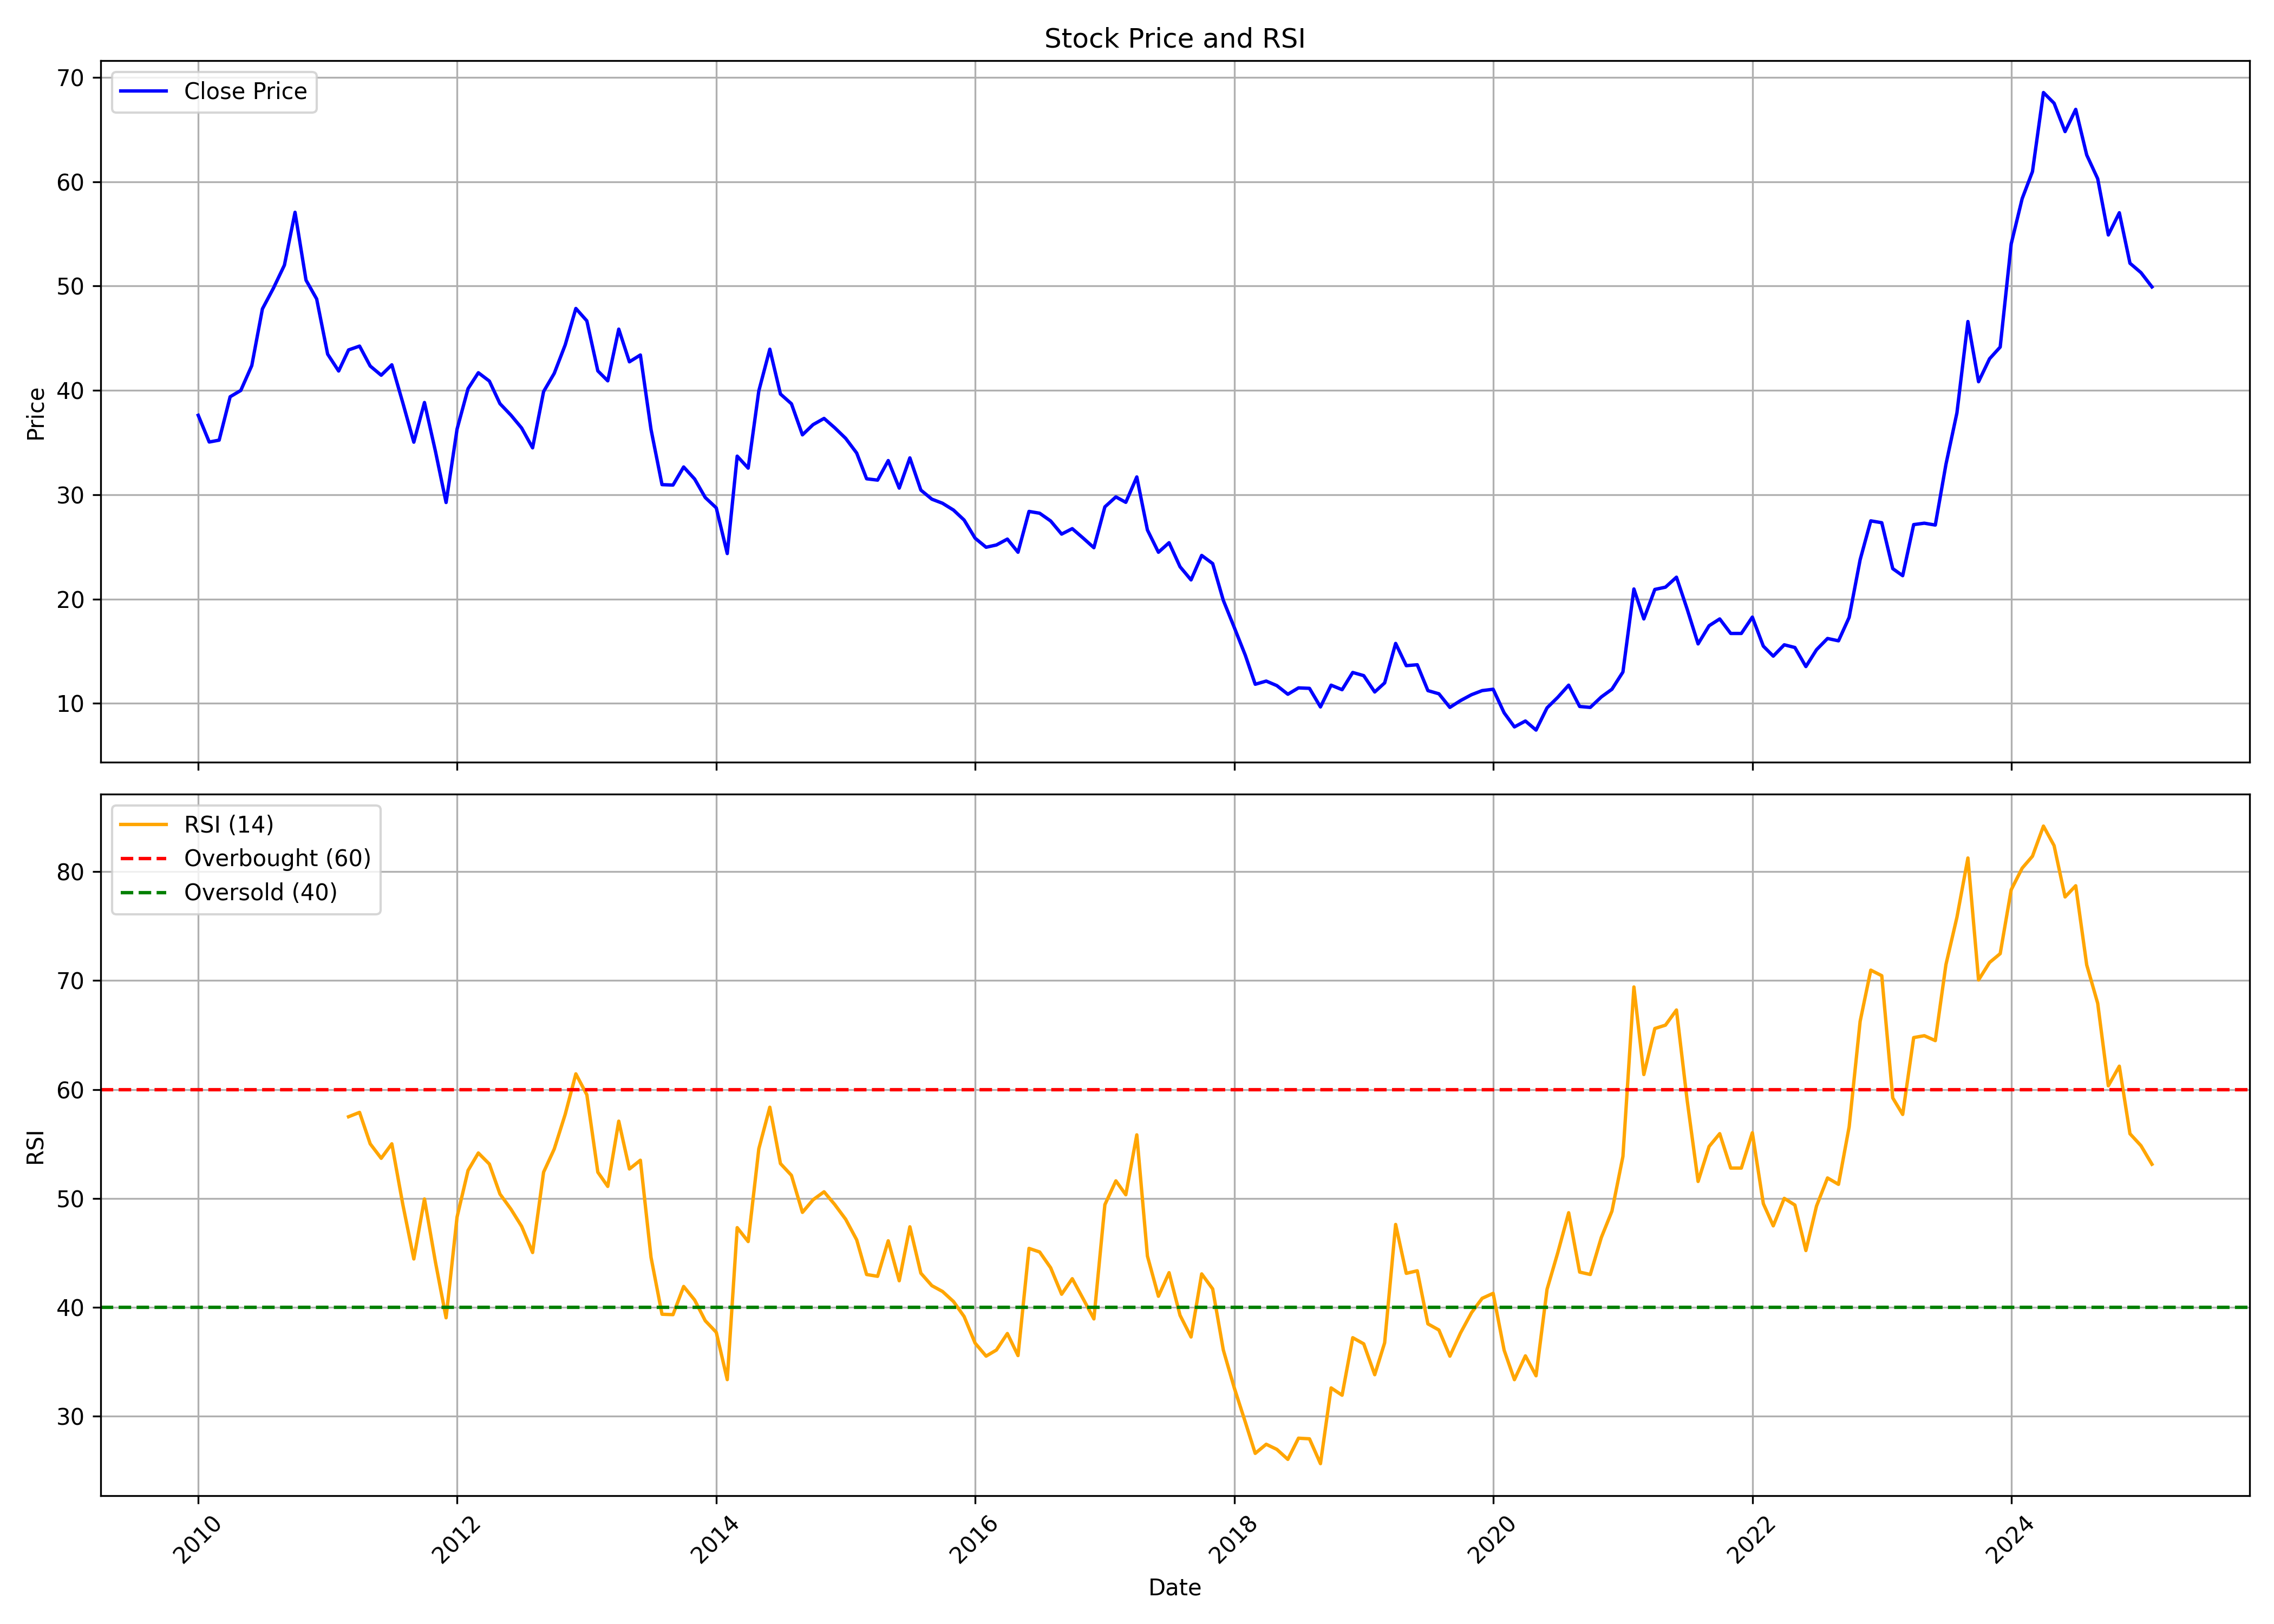 Stock Price and RSI
70
60
50
40
30
20
10
Price
Close Price
80
70
60
50
40
30
RSI
RSI (14)
Overbought (60)
Oversold (40)
2010
2012
2014
2016
2018
2020
2022
2024
Date